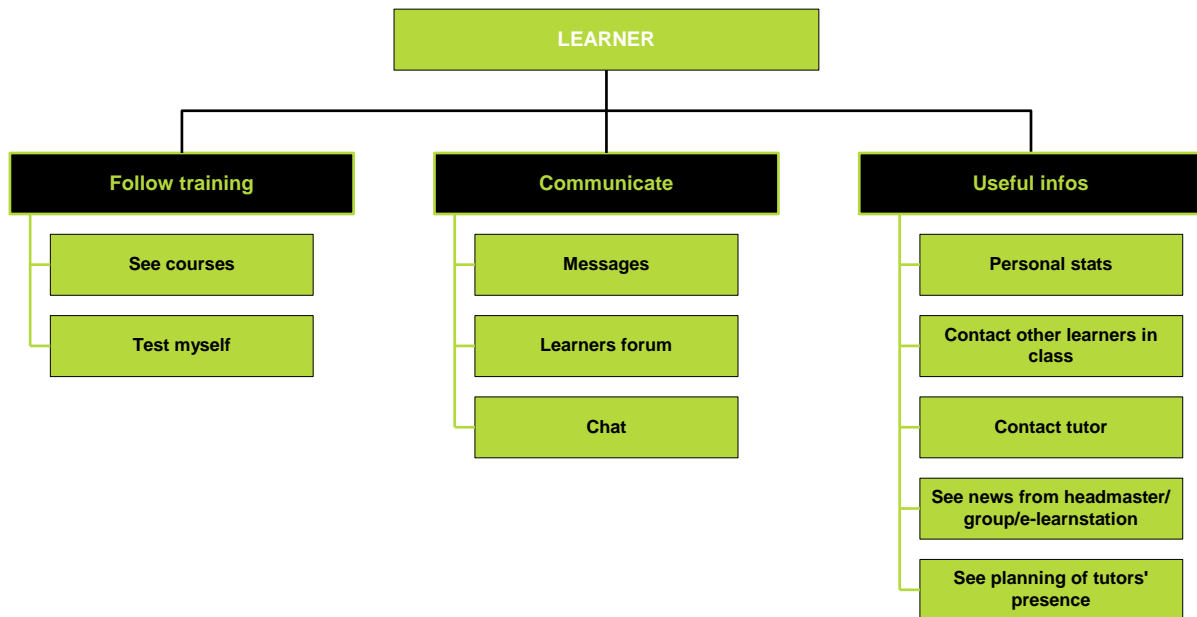 LEARNER
Follow training
See courses
Test myself
Communicate
Messages
Learners forum
Chat
Useful infos
Personal stats
Contact other learners in
class
Contact tutor
See news from headmaster/
group/e-learnstation
See planning of tutors'
presence